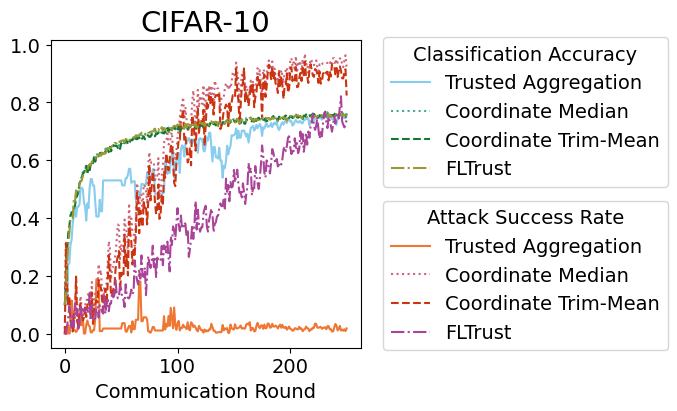 CIFAR-10
1.0
0.8
0.6
0.4
0.2
0.0
0 100 200
Communication Round
Classification Accuracy
Trusted Aggregation
Coordinate Median
Coordinate Trim-Mean
FLTrust
Attack Success Rate
Trusted Aggregation
Coordinate Median
Coordinate Trim-Mean
FLTrust